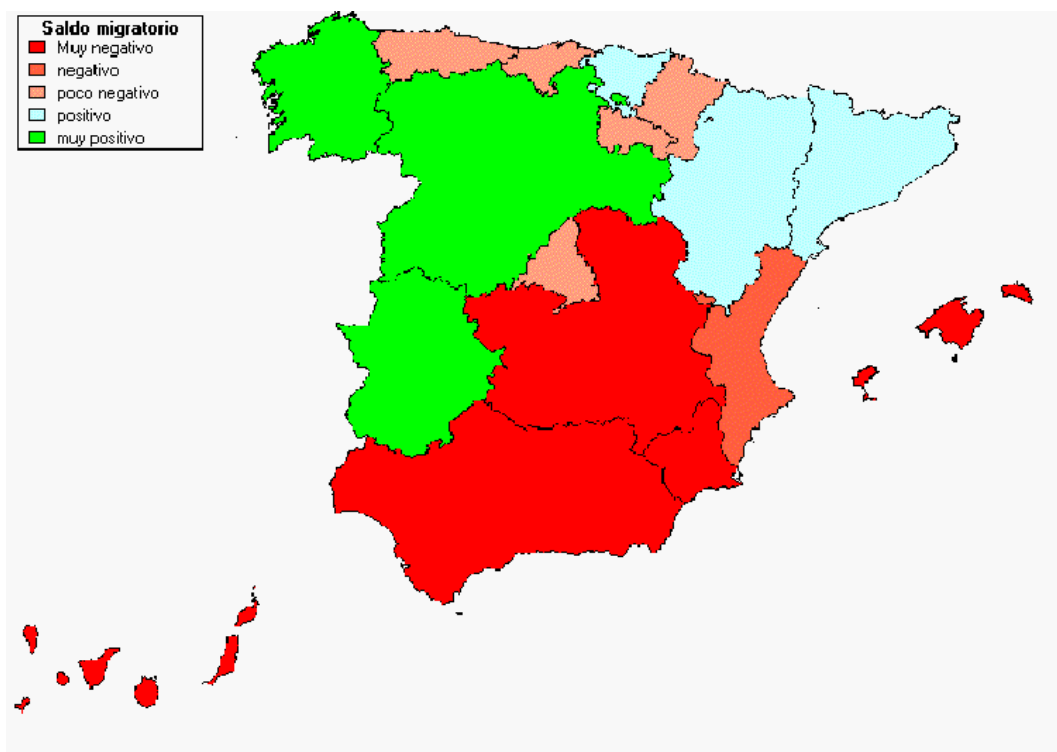 Saldo migratorio
Muy negativo
negativo
poco negativo
positivo
muy positivo